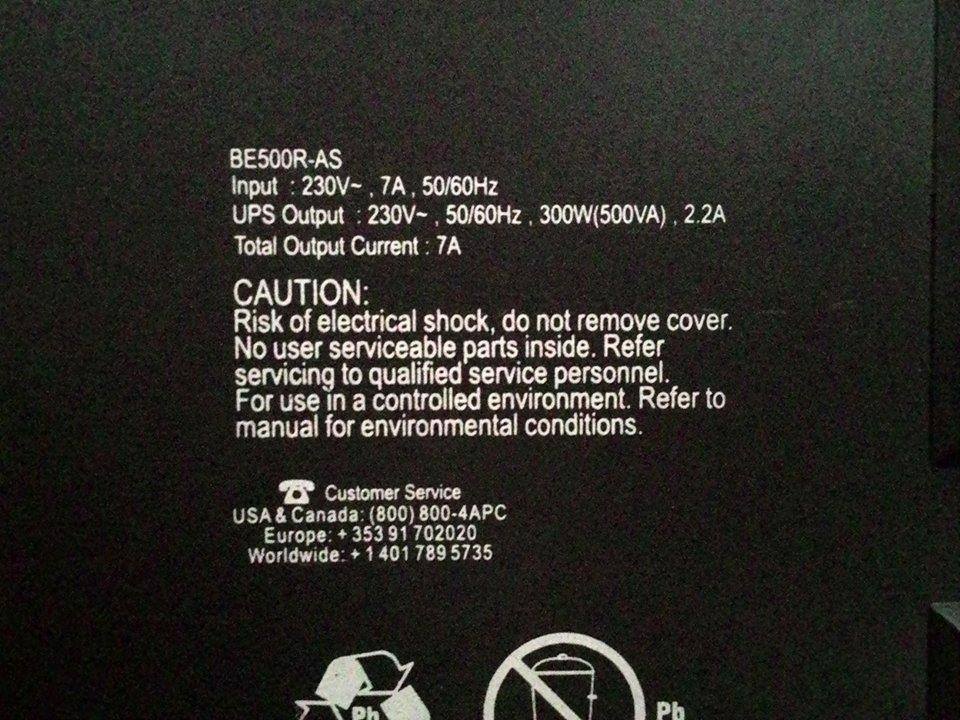 BE500R-AS
Input : 230V~ , 7A , 50/60Hz
UPS Output : 230V~ , 50/60Hz , 300W(500VA) , 2.2A
Total Output Current : 7A
CAUTION:
Risk of electrical shock, do not remove cover.
No user serviceable parts inside. Refer
servicing to qualified service personnel.
For use in a controlled environment. Refer to
manual for environmental conditions.
Customer Service
USA & Canada: (800) 800-4APC
Europe: + 353 91 702020
Worldwide: + 1 401 789 5735
Pb Pb